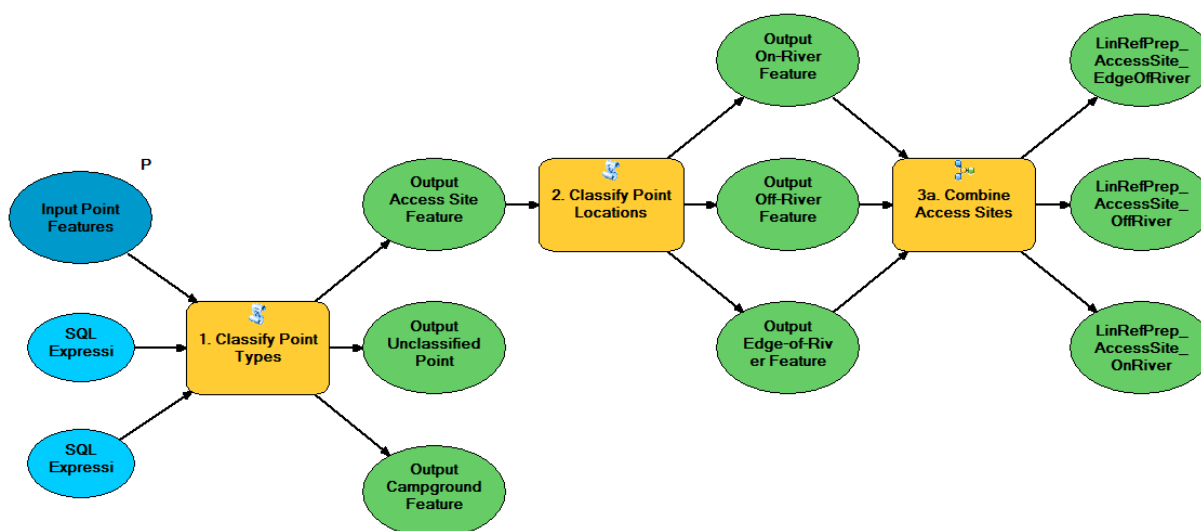 P
Input Point
Features
SQL
Expressi
SQL
Expressi
1. Classify Point
Types
Output
Access Site
Feature
Output
Unclassified
Point
Output
Campground
Feature
2. Classify Point
Locations
Output
On-River
Feature
Output
Off-River
Feature
Output
Edge-of-Riv
er Feature
3a. Combine
Access Sites
LinRefPrep_
AccessSite_
EdgeOfRiver
LinRefPrep_
AccessSite_
OffRiver
LinRefPrep_
AccessSite_
OnRiver